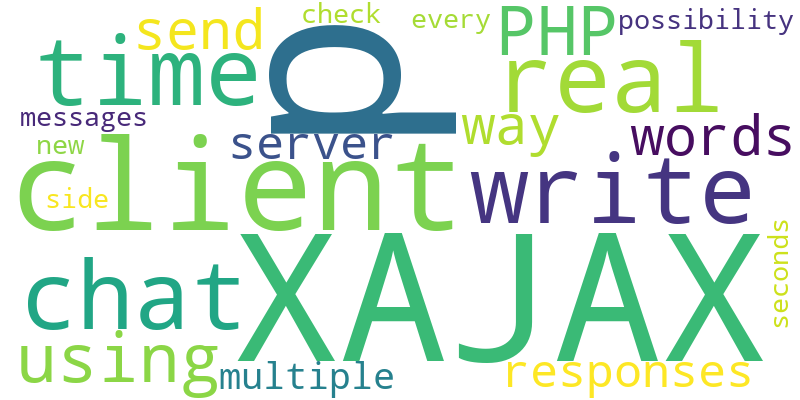 check
every
send
PHP
possibility
time
p
real
messages
server
way
words
new
client
write
side
chat
XAJAX
seconds
using
multiple
responses